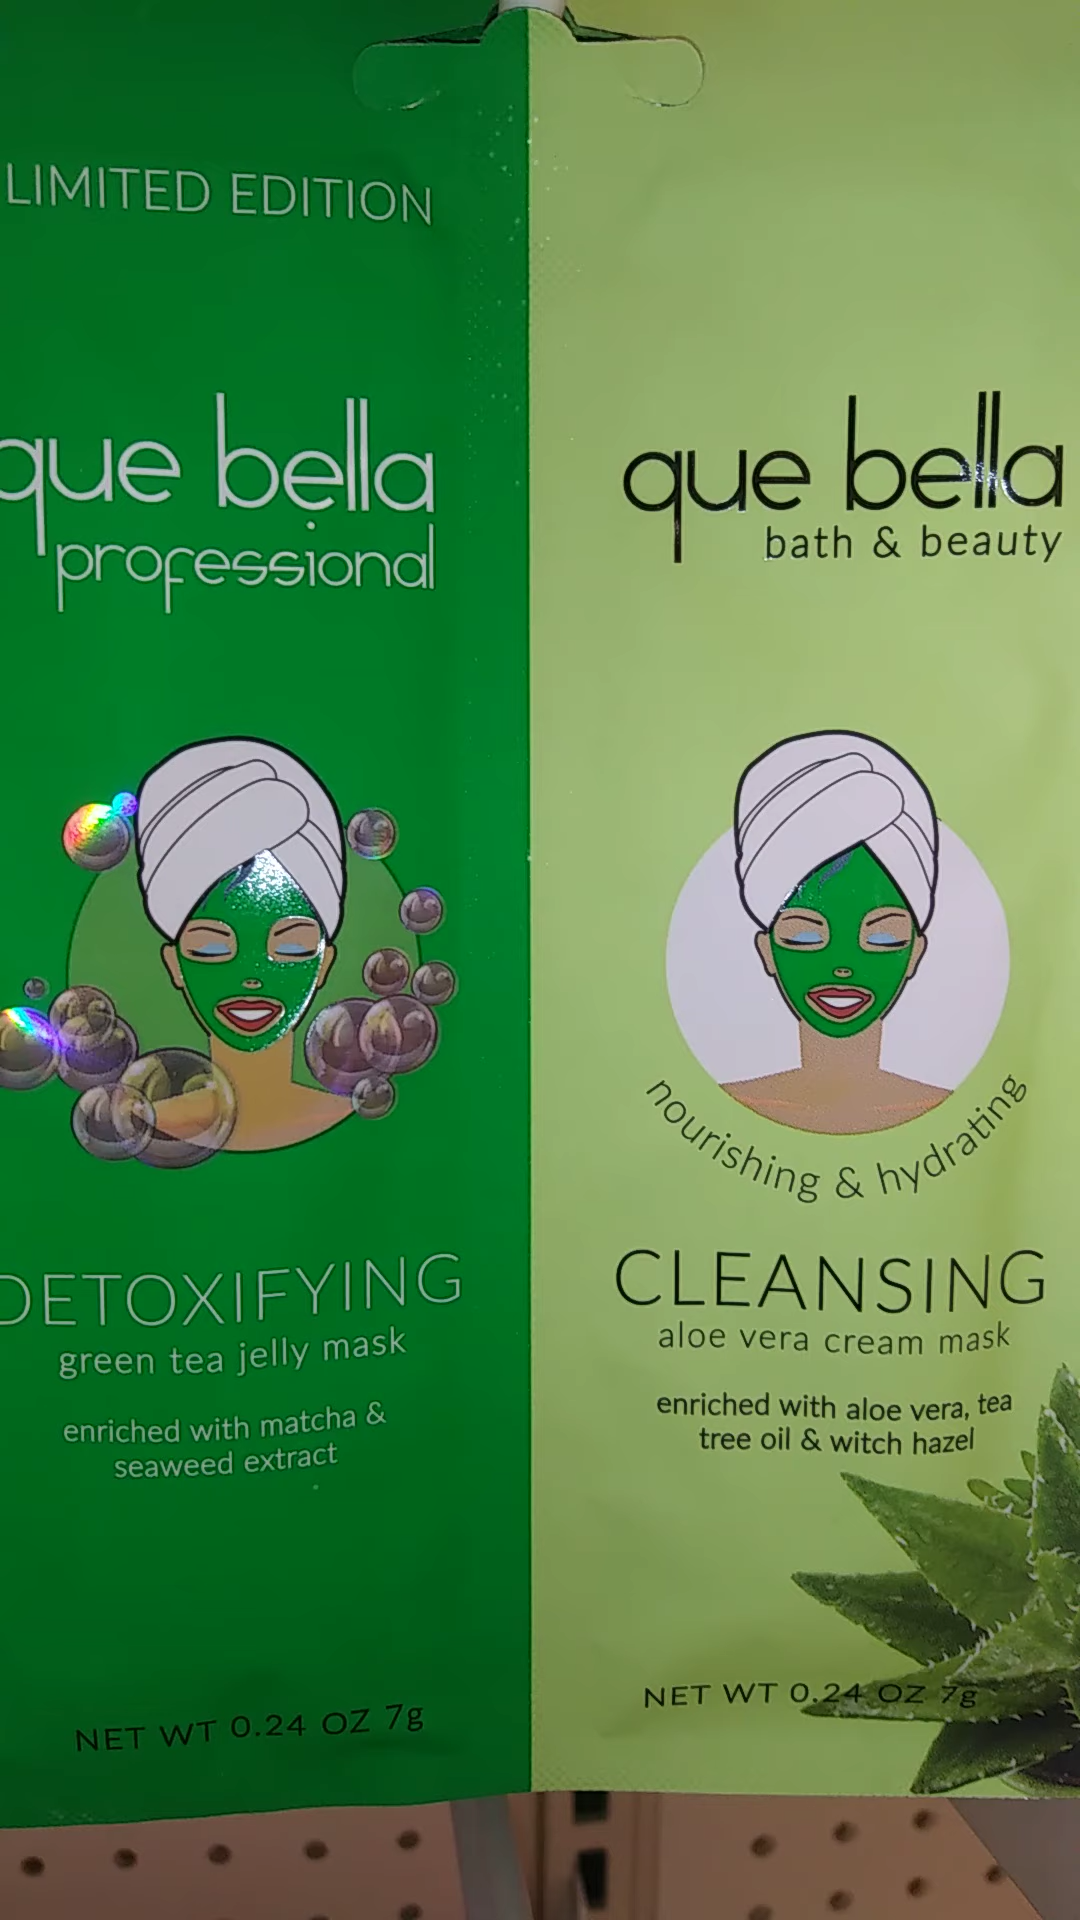 LIMITED EDITION
que bella
professional
DETOXIFYING
green tea jelly mask
enriched with matcha &
seaweed extract
NET WT 0.24 OZ 7g
que bella
bath & beauty
nourishing & hydrating
CLEANSING
aloe vera cream mask
enriched with aloe vera, tea
tree oil & witch hazel
NET WT 0.24 OZ 7g